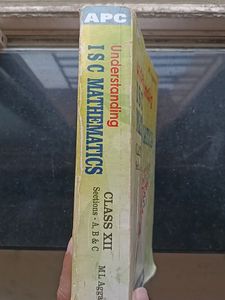 APC
Understanding
I S C MATHEMATICS
CLASS XII
Sections - A, B & C
M L Agga